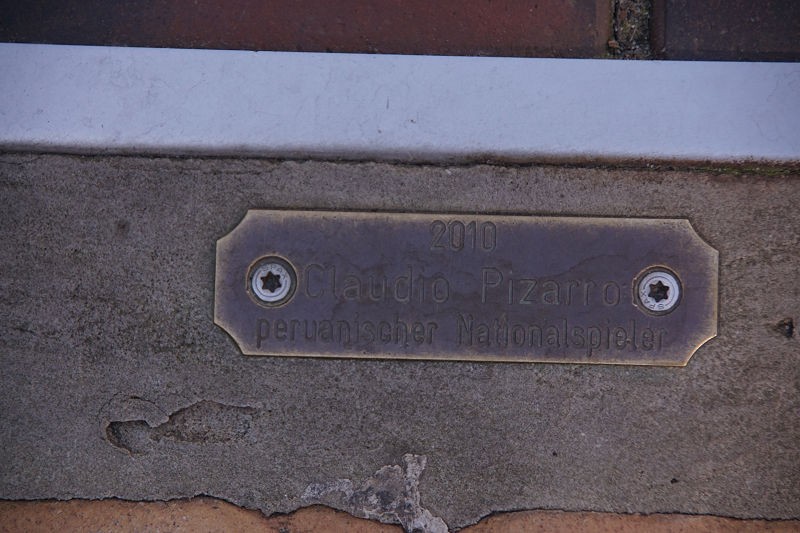 2010
Claudio Pizarro
peruanischer Nationalspieler